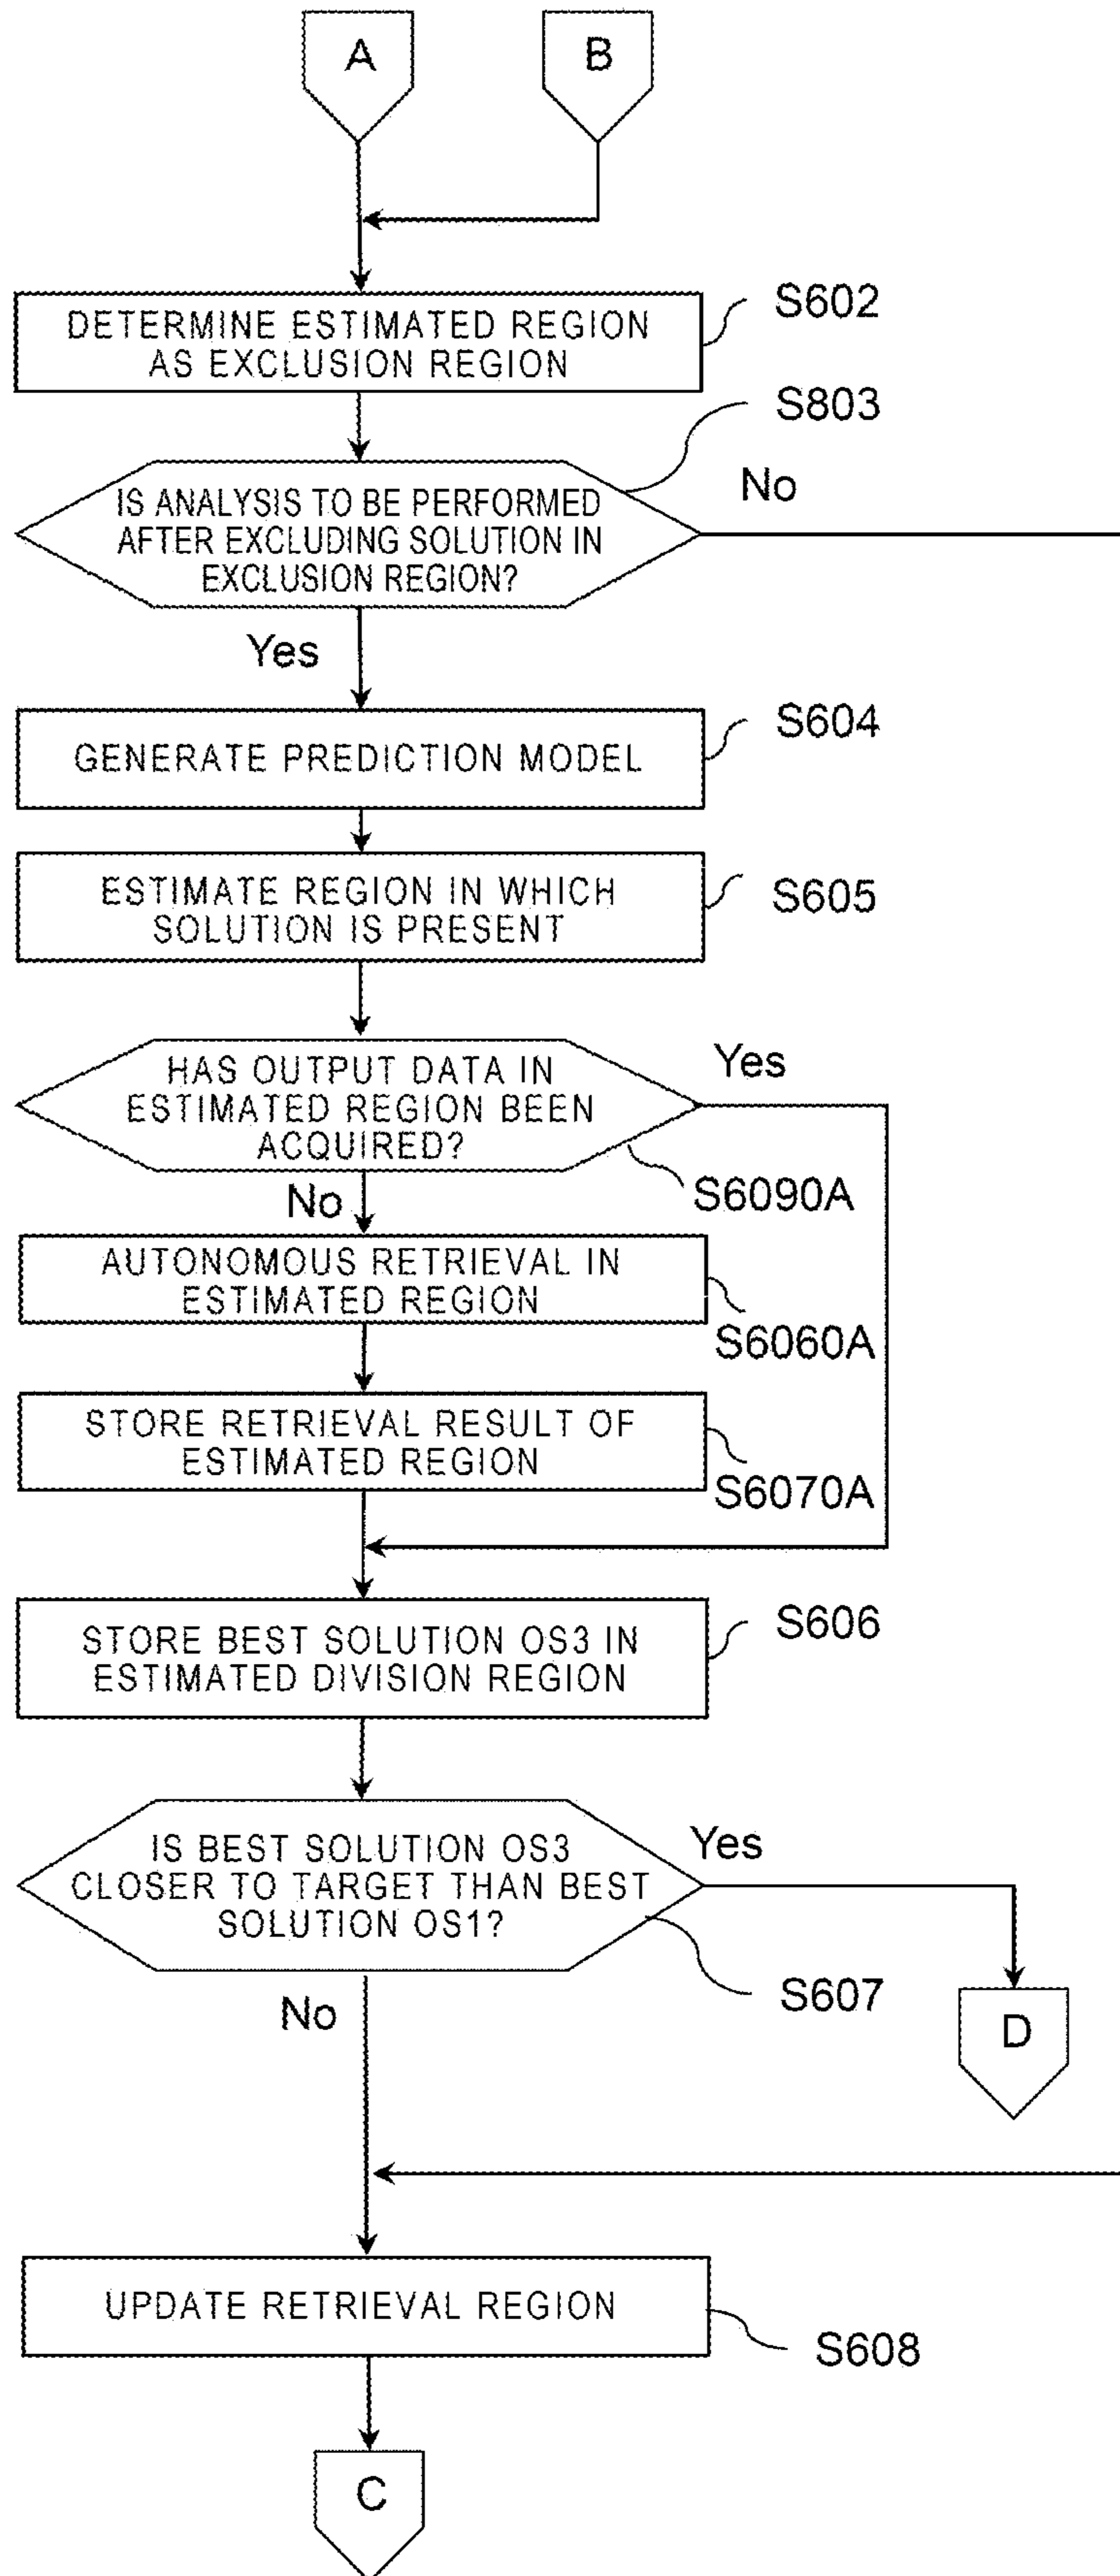 A
B
DETERMINE ESTIMATED REGION
AS EXCLUSION REGION
S602
S803
IS ANALYSIS TO BE PERFORMED
AFTER EXCLUDING SOLUTION IN
EXCLUSION REGION?
No
Yes
GENERATE PREDICTION MODEL
S604
ESTIMATE REGION IN WHICH
SOLUTION IS PRESENT
S605
HAS OUTPUT DATA IN
ESTIMATED REGION BEEN
ACQUIRED?
Yes
S6090A
No
AUTONOMOUS RETRIEVAL IN
ESTIMATED REGION
S6060A
STORE RETRIEVAL RESULT OF
ESTIMATED REGION
S6070A
STORE BEST SOLUTION OS3 IN
ESTIMATED DIVISION REGION
S606
IS BEST SOLUTION OS3
CLOSER TO TARGET THAN BEST
SOLUTION OS1?
Yes
S607
No
D
UPDATE RETRIEVAL REGION
S608
C